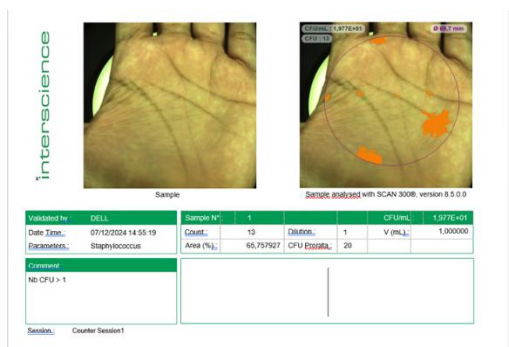 interscience
CFU/mL : 1,977E+01
Ø 88,7 mm
CFU : 13
Sample
Sample analysed with SCAN 300®, version 8.5.0.0
Validated by : DELL
Date Time : 07/12/2024 14:55:19
Parameters : Staphylococcus
Sample N° : 1 CFU/mL : 1,977E+01
Count : 13 Dilution : 1 V (mL) : 1,000000
Area (%) : 65,757927 CFU Prorata : 20
Comment :
Nb CFU > 1
Session : Counter Session1